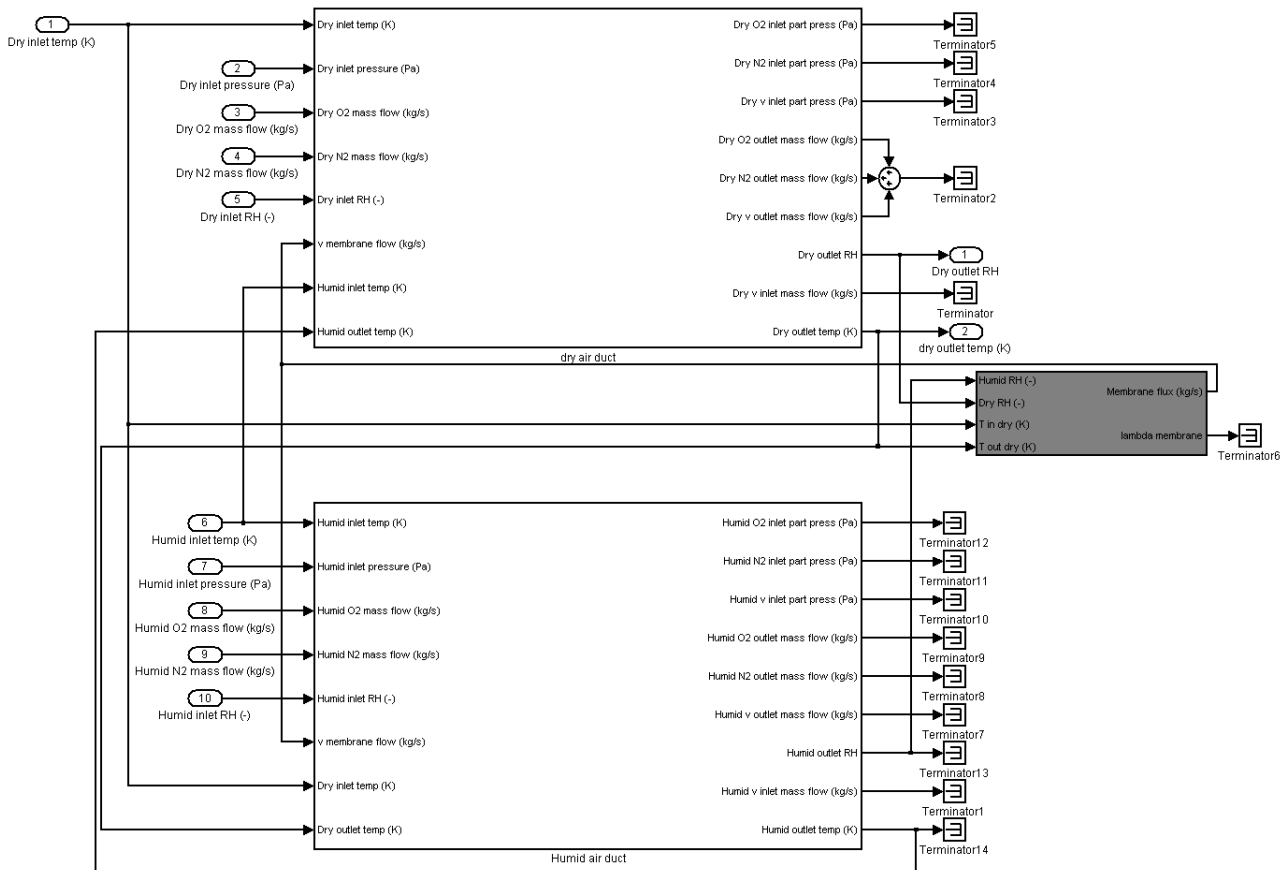 1
Dry inlet temp (K)
2
Dry inlet pressure (Pa)
3
Dry O2 mass flow (kg/s)
4
Dry N2 mass flow (kg/s)
5
Dry inlet RH (-)
Dry inlet temp (K)
Dry inlet pressure (Pa)
Dry O2 mass flow (kg/s)
Dry N2 mass flow (kg/s)
Dry inlet RH (-)
v membrane flow (kg/s)
Humid inlet temp (K)
Humid outlet temp (K)
Dry O2 inlet part press (Pa)
Dry N2 inlet part press (Pa)
Dry v inlet part press (Pa)
Dry O2 outlet mass flow (kg/s)
Dry N2 outlet mass flow (kg/s)
Dry v outlet mass flow (kg/s)
Dry outlet RH
Dry v inlet mass flow (kg/s)
Dry outlet temp (K)
dry air duct
Terminator5
Terminator4
Terminator3
Terminator2
1
Dry outlet RH
Terminator
2
dry outlet temp (K)
Humid RH (-)
Dry RH (-)
T in dry (K)
T out dry (K)
Membrane flux (kg/s)
lambda membrane
Terminator6
6
Humid inlet temp (K)
7
Humid inlet pressure (Pa)
8
Humid O2 mass flow (kg/s)
9
Humid N2 mass flow (kg/s)
10
Humid inlet RH (-)
Humid inlet temp (K)
Humid inlet pressure (Pa)
Humid O2 mass flow (kg/s)
Humid N2 mass flow (kg/s)
Humid inlet RH (-)
v membrane flow (kg/s)
Dry inlet temp (K)
Dry outlet temp (K)
Humid O2 inlet part press (Pa)
Humid N2 inlet part press (Pa)
Humid v inlet part press (Pa)
Humid O2 outlet mass flow (kg/s)
Humid N2 outlet mass flow (kg/s)
Humid v outlet mass flow (kg/s)
Humid outlet RH
Humid v inlet mass flow (kg/s)
Humid outlet temp (K)
Humid air duct
Terminator12
Terminator11
Terminator10
Terminator9
Terminator8
Terminator7
Terminator13
Terminator1
Terminator14